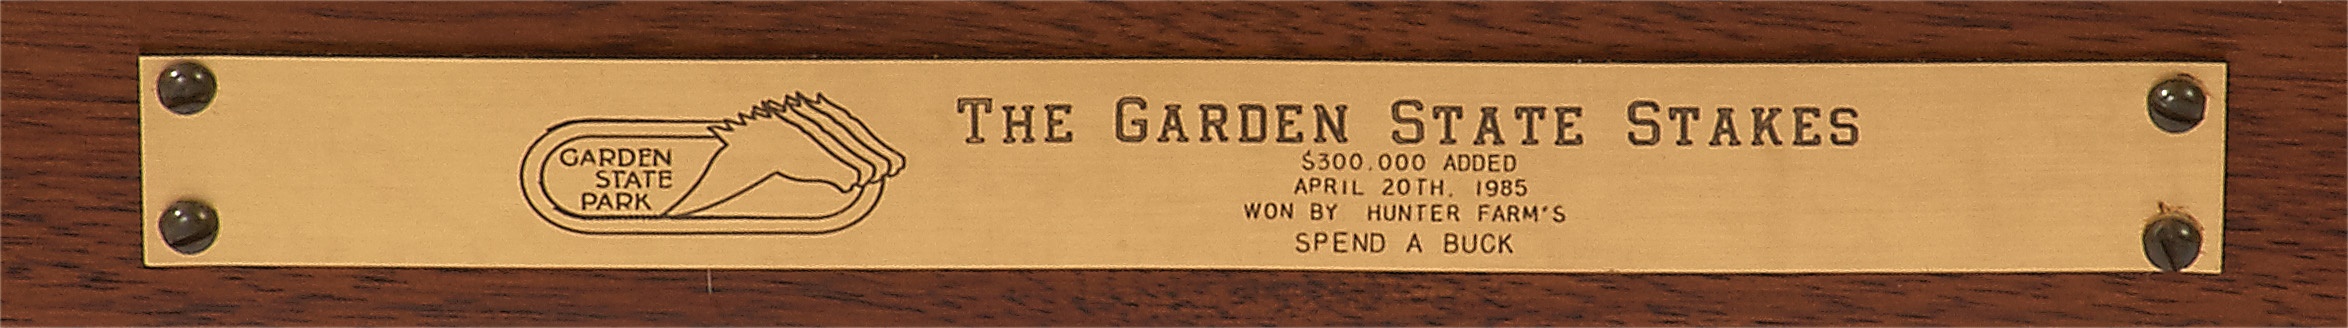 GARDEN
STATE
PARK
THE GARDEN STATE STAKES
$300.000 ADDED
APRIL 20TH, 1985
WON BY HUNTER FARM'S
SPEND A BUCK